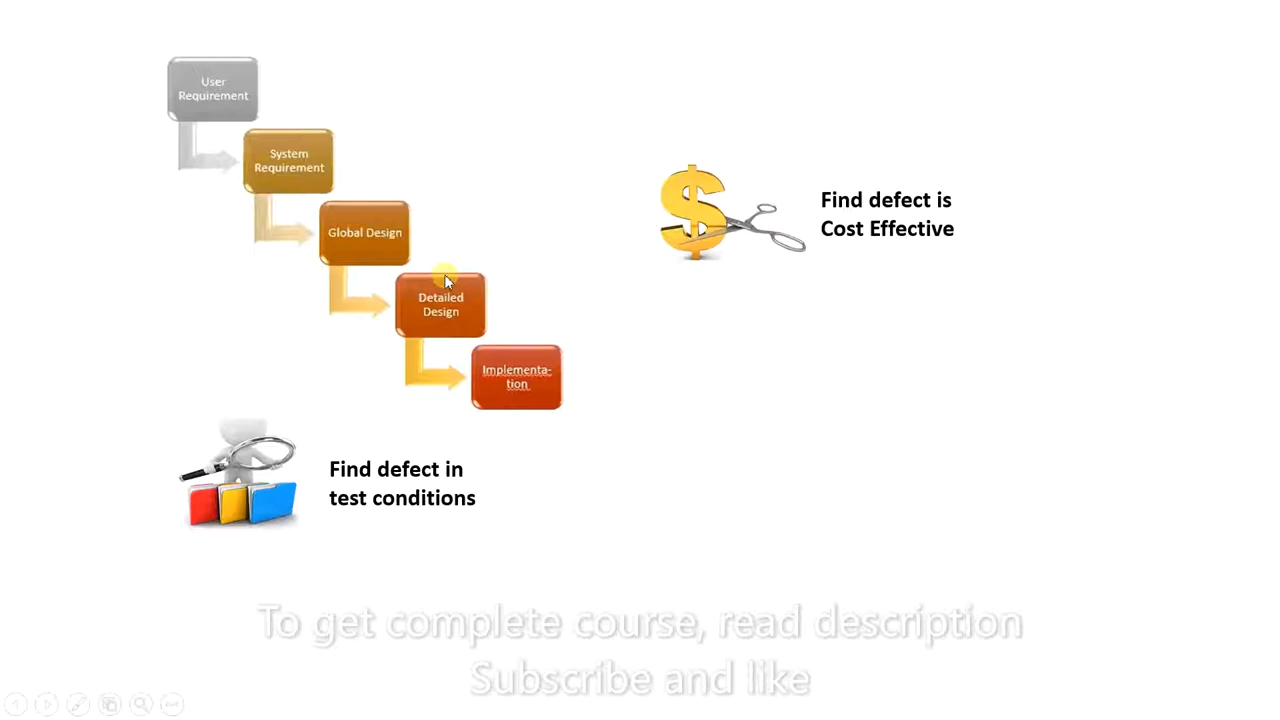 User
Requirement
System
Requirement
Global Design
Detailed
Design
Implementa-
tion
$
Find defect is
Cost Effective
Find defect in
test conditions
To get complete course, read description
Subscribe and like